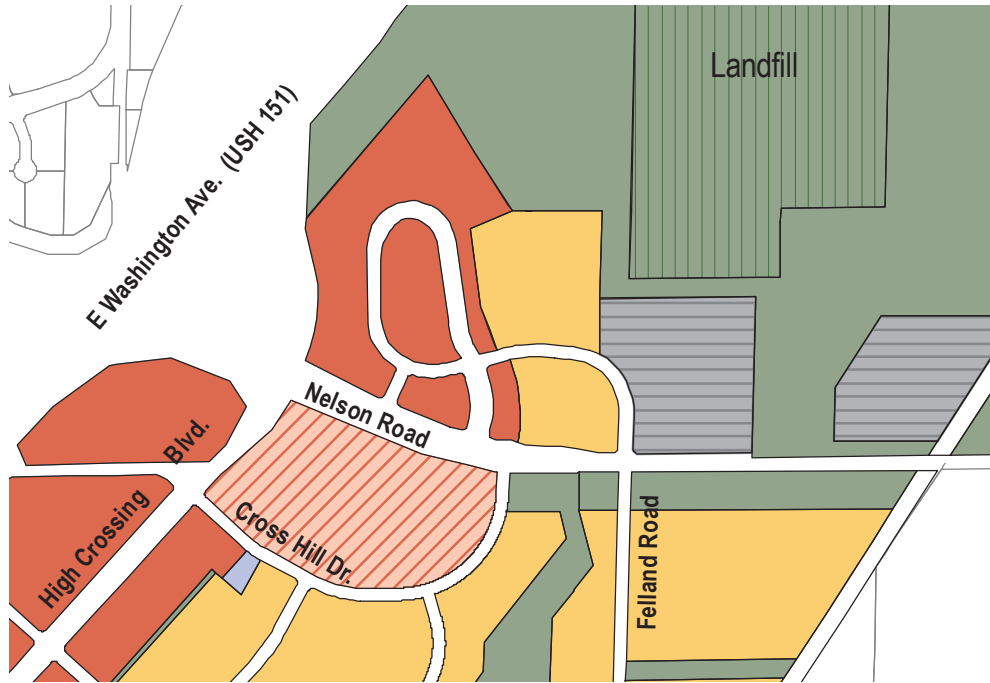 Landfill
E Washington Ave. (USH 151)
Nelson Road
High Crossing Blvd.
Cross Hill Dr.
Felland Road